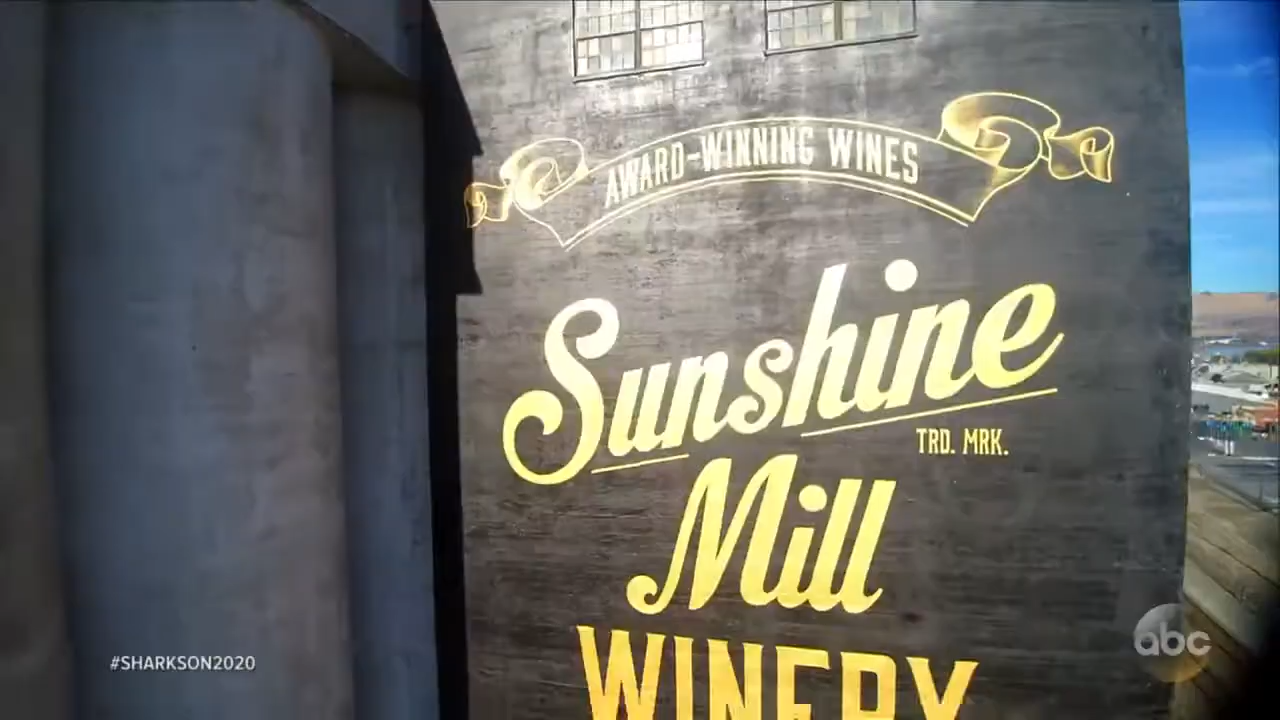 AWARD-WINNING WINES
Sunshine
TRD. MRK.
Mill
WINERY
#SHARKSON2020
abc